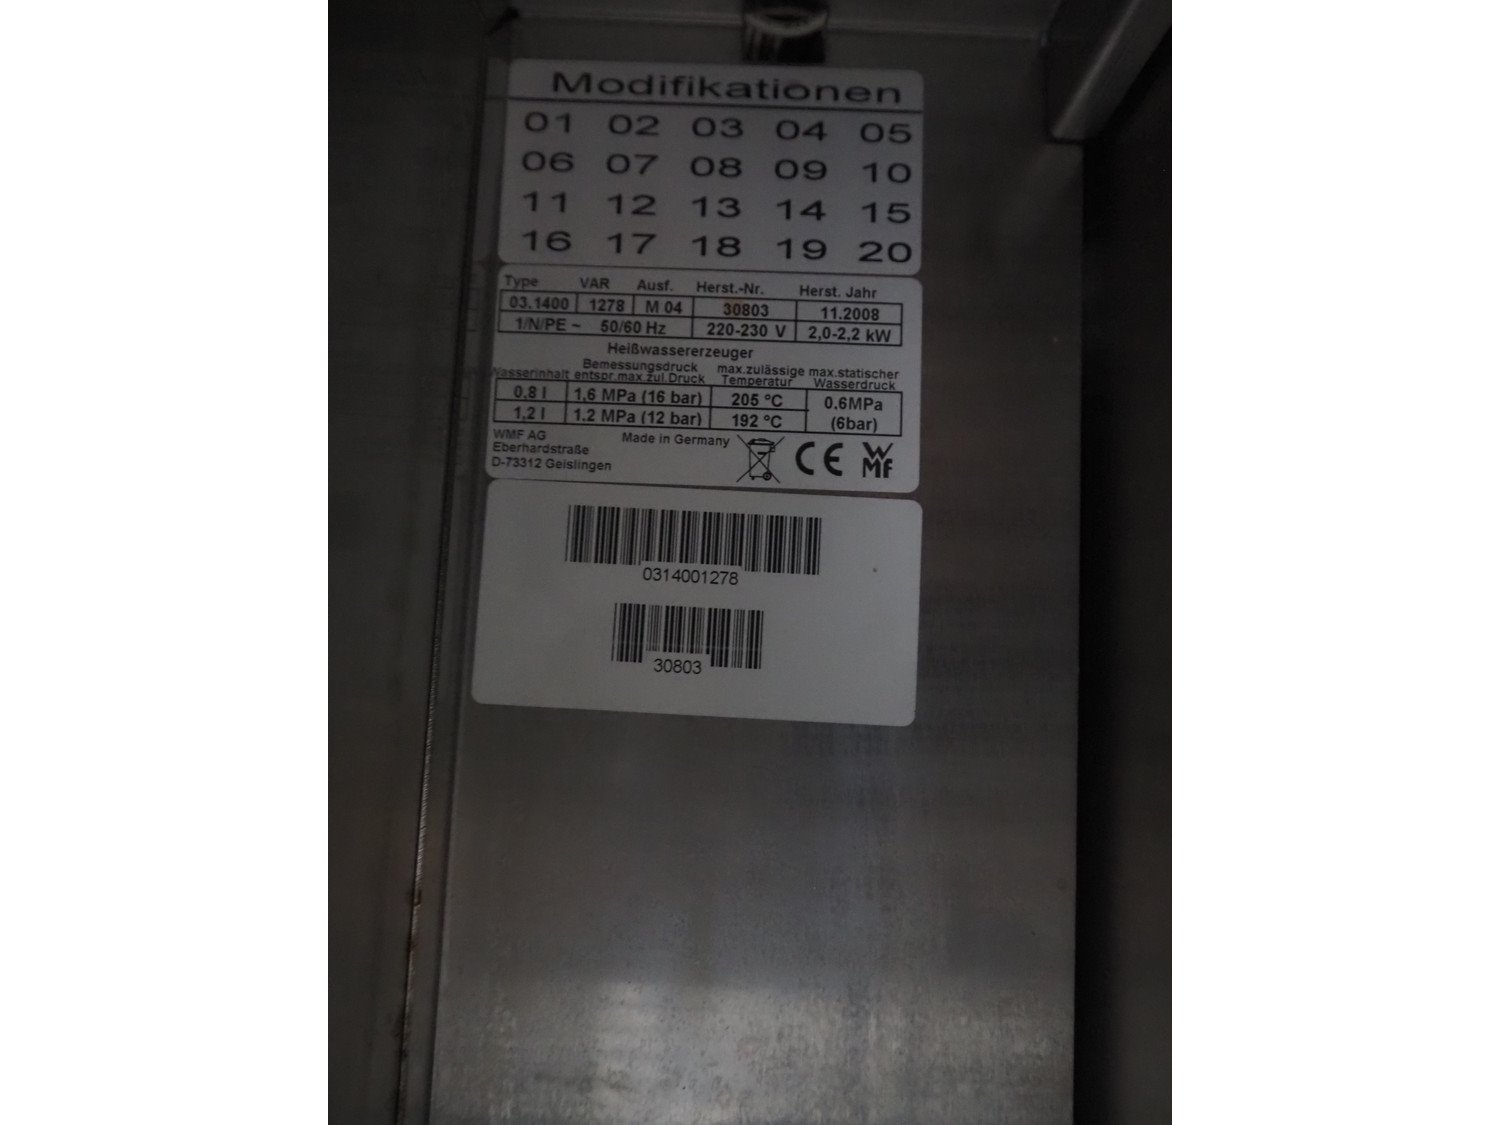 Modifikationen
01 02 03 04 05
06 07 08 09 10
11 12 13 14 15
16 17 18 19 20
Type VAR Ausf. Herst.-Nr. Herst. Jahr
03.1400 1278 M 04 30803 11.2008
1/N/PE ~ 50/60 Hz 220-230 V 2,0-2,2 kW
Heißwassererzeuger
Bemessungsdruck max.zulässige max.statischer
Wasserinhalt entspr.max.zul.Druck Temperatur Wasserdruck
0.8 l 1,6 MPa (16 bar) 205 °C 0.6MPa
1,2 l 1.2 MPa (12 bar) 192 °C (6bar)
WMF AG Made in Germany
Eberhardstraße
D-73312 Geislingen
CE WMF
0314001278
30803